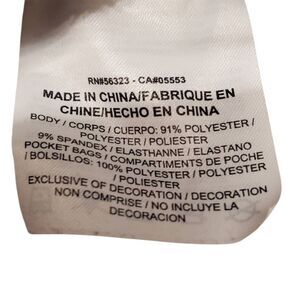 RN#56323 - CA#05553
MADE IN CHINA/FABRIQUE EN
CHINE/HECHO EN CHINA
BODY / CORPS / CUERPO: 91% POLYESTER /
POLYESTER / POLIESTER
9% SPANDEX / ELASTHANNE / ELASTANO
POCKET BAGS / COMPARTIMENTS DE POCHE
/ BOLSILLOS: 100% POLYESTER / POLYESTER
/ POLIESTER
EXCLUSIVE OF DECORATION / DECORATION
NON COMPRISE / NO INCLUYE LA
DECORACION